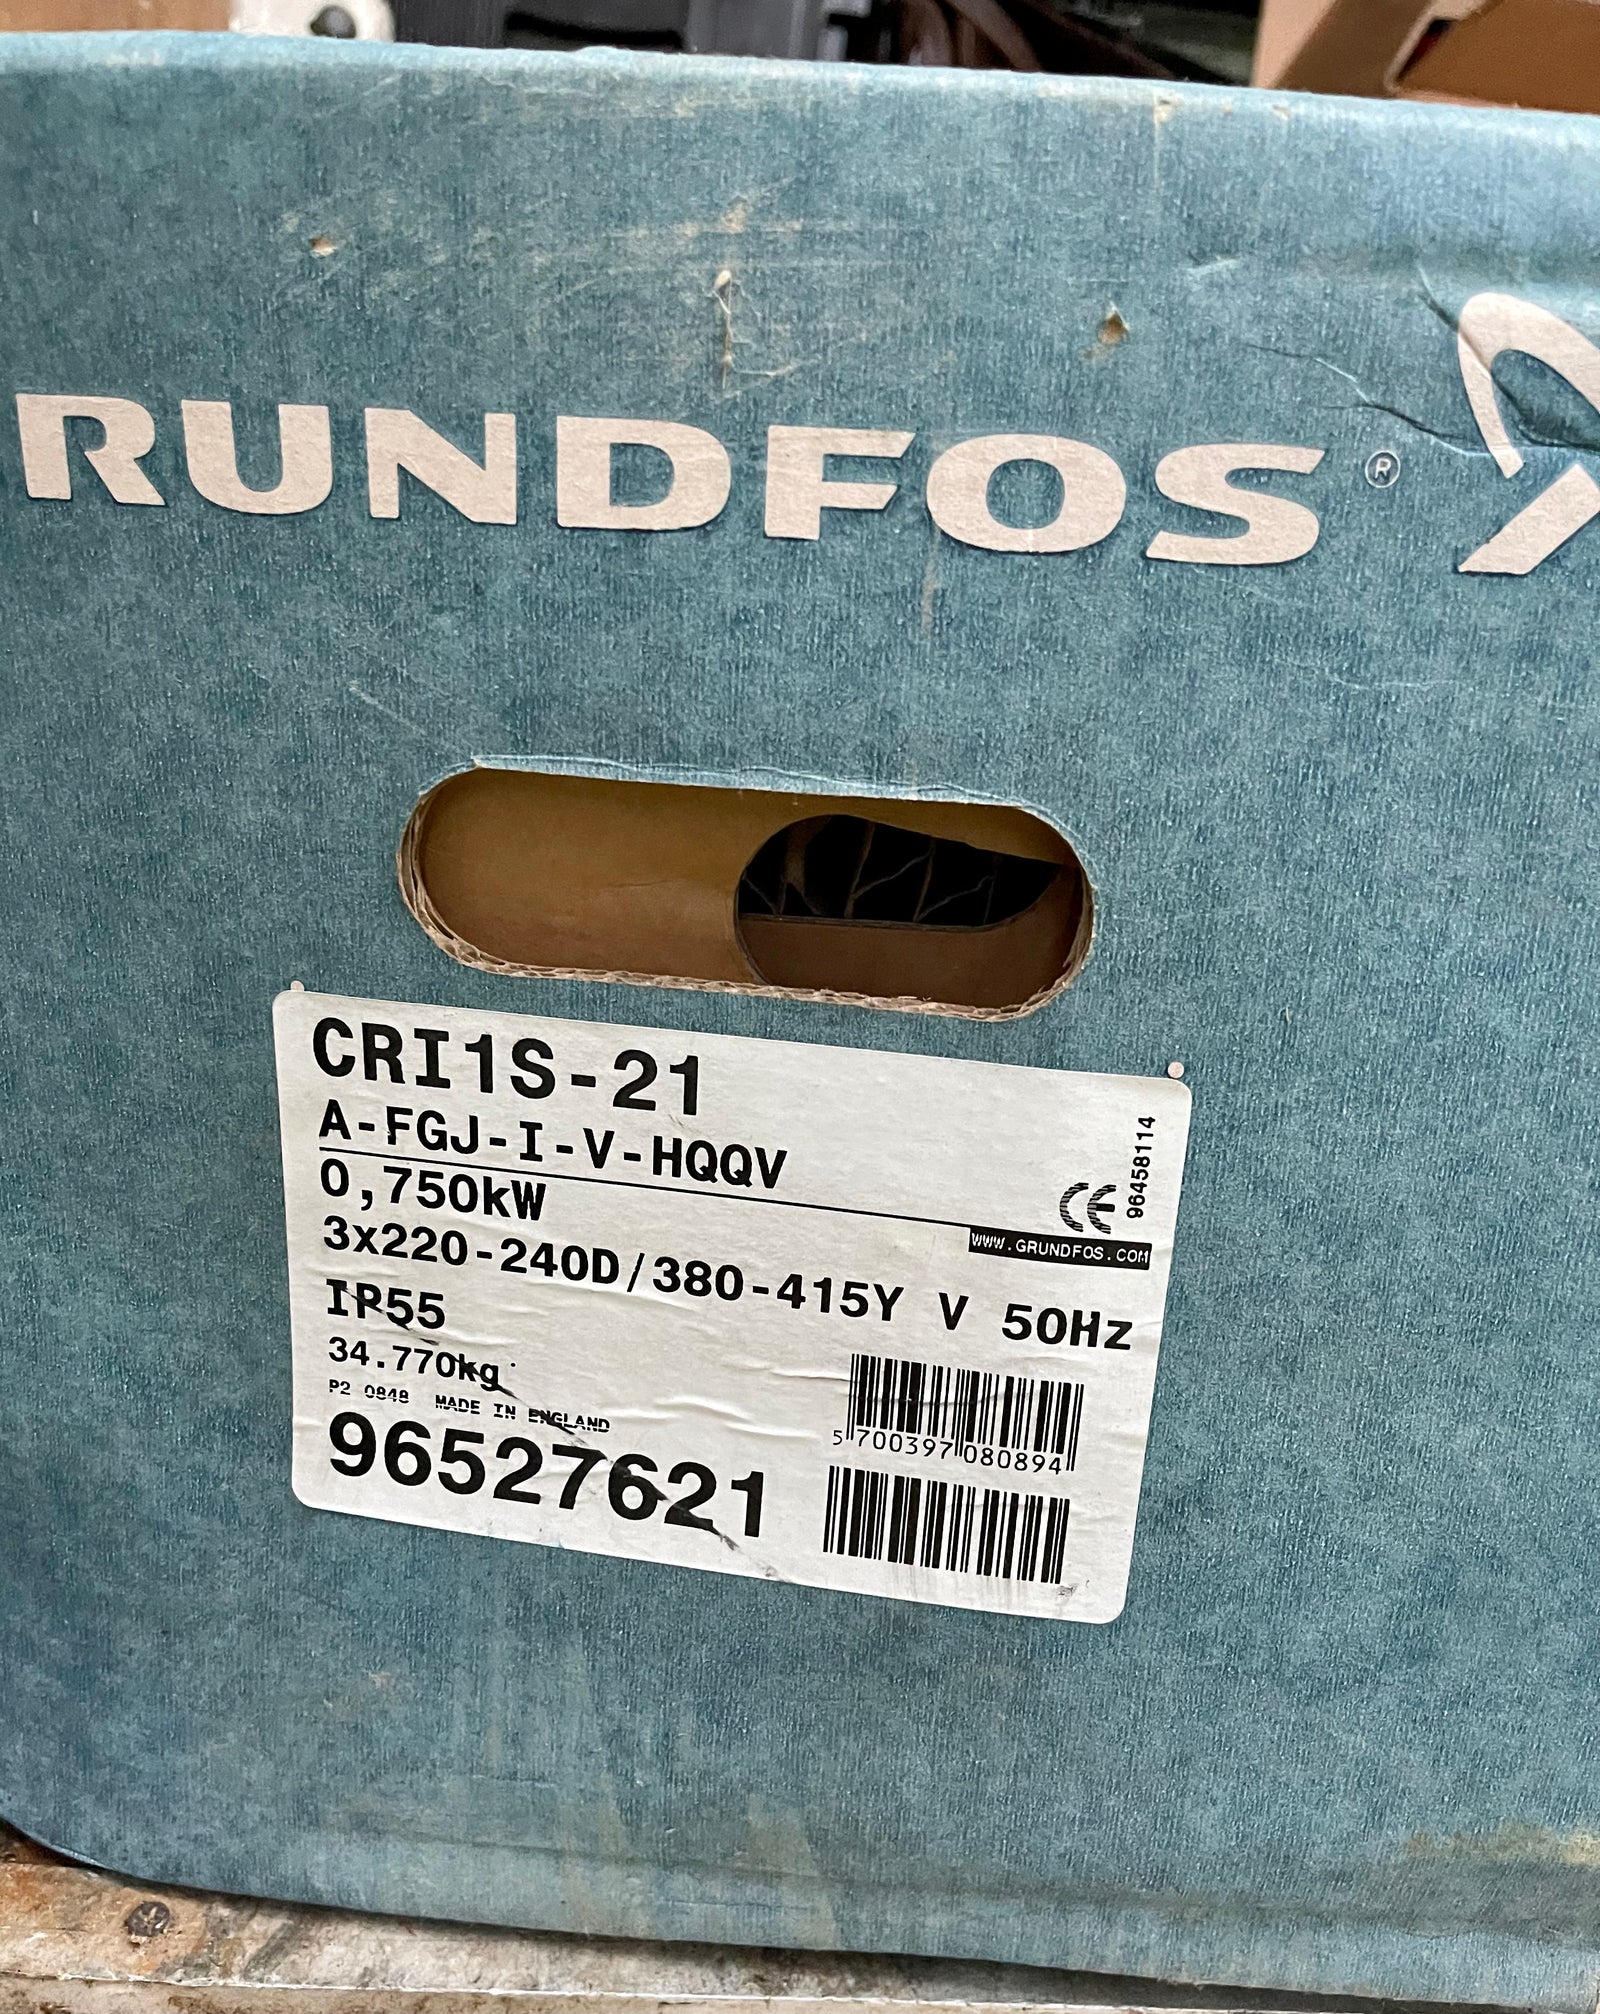 RUNDFOS®
CRI1S-21
A-FGJ-I-V-HQQV
0,750kW
3x220-240D/380-415Y V 50Hz
IP55
34.770kg
P2 0848 MADE IN ENGLAND
96527621
CE
96458114
WWW.GRUNDFOS.COM
5 700397 080894